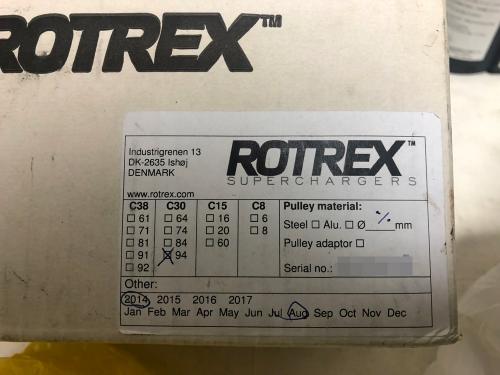 ROTREX™
Industrigrenen 13
DK-2635 Ishøj
DENMARK
www.rotrex.com
ROTREX™
SUPERCHARGERS
C38 C30 C15 C8 Pulley material:
☐ 61 ☐ 64 ☐ 16 ☐ 6 Steel ☐ Alu. ☐ Ø ____ mm
☐ 71 ☐ 74 ☐ 20 ☐ 8
☐ 81 ☐ 84 ☐ 60 Pulley adaptor ☐
☐ 91 ☒ 94
☐ 92 Serial no.:
Other:
2014 2015 2016 2017
Jan Feb Mar Apr May Jun Jul Aug Sep Oct Nov Dec